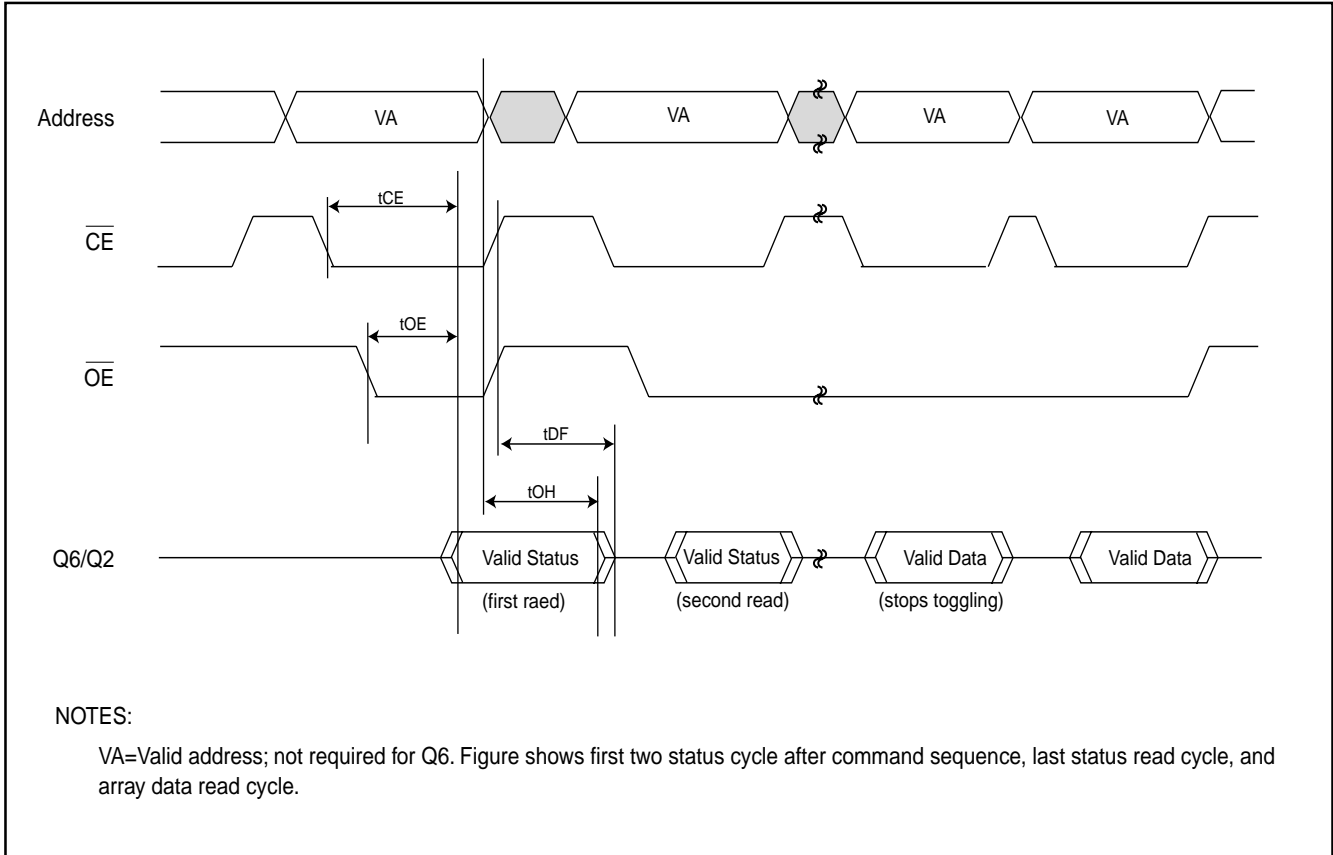 Address
VA
VA
VA
VA
tCE
CE
tOE
OE
tDF
tOH
Q6/Q2
Valid Status
Valid Status
Valid Data
Valid Data
(first raed)
(second read)
(stops toggling)
NOTES:
VA=Valid address; not required for Q6. Figure shows first two status cycle after command sequence, last status read cycle, and
array data read cycle.